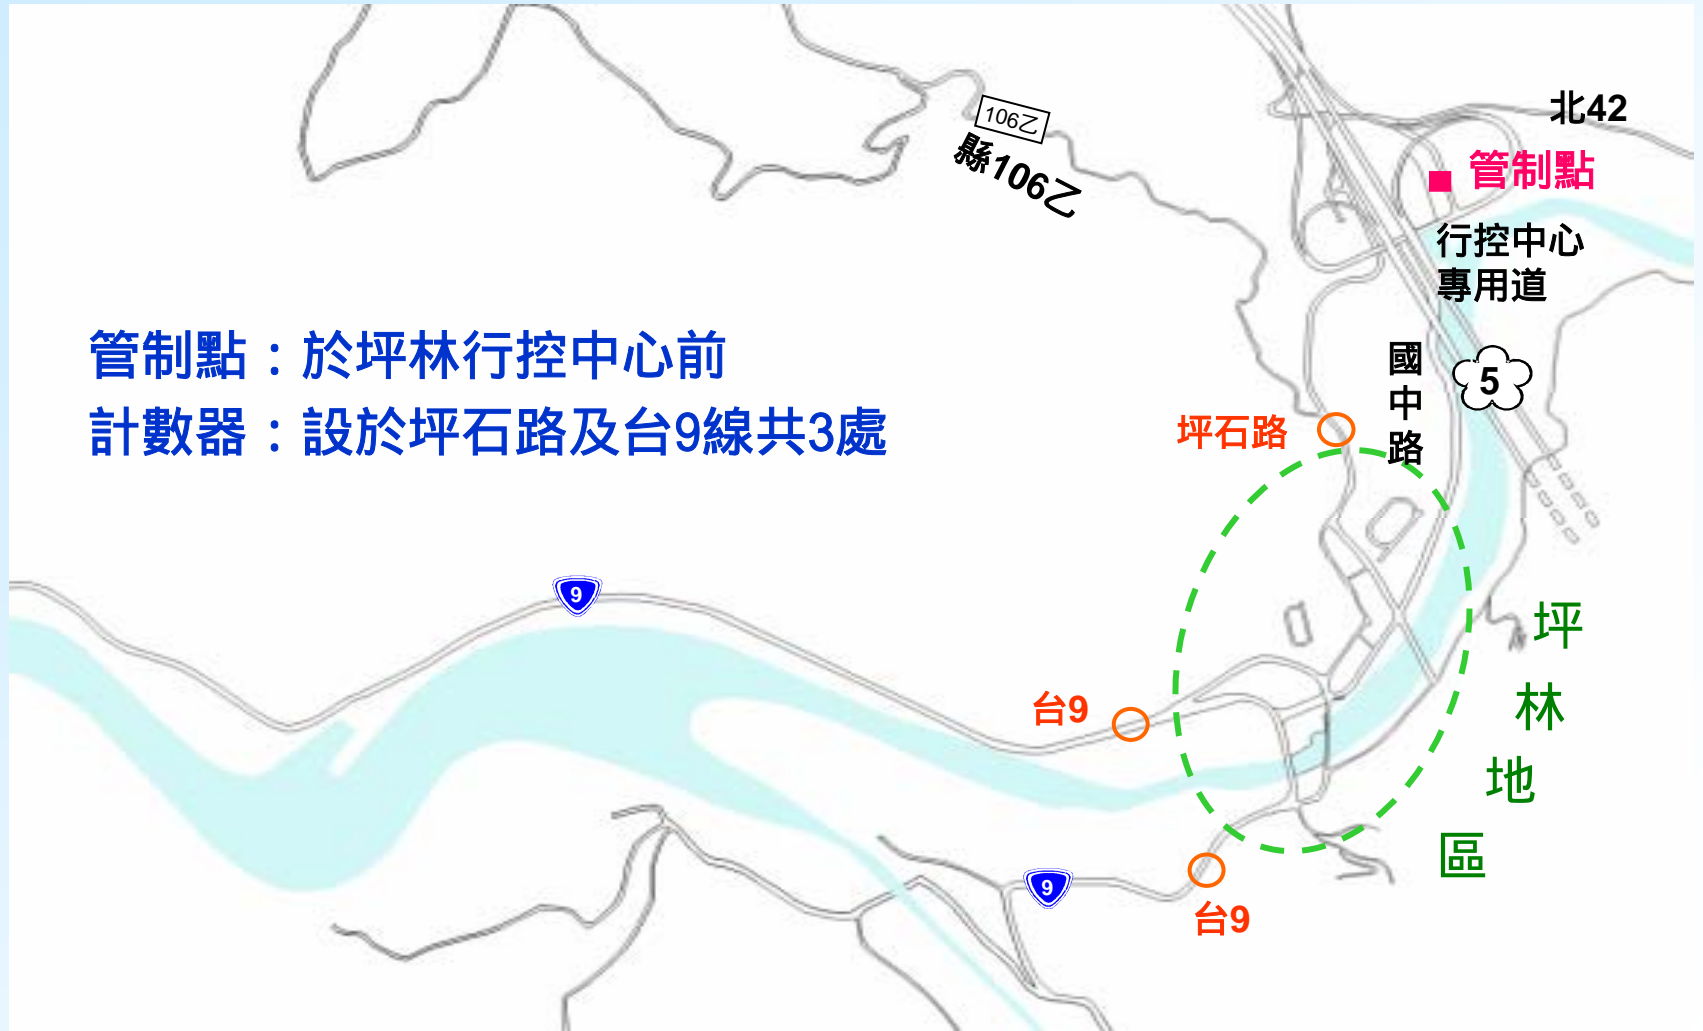 北42
106乙
縣106乙
管制點
行控中心
專用道
管制點：於坪林行控中心前
計數器：設於坪石路及台9線共3處
國中路
5
坪石路
9
坪林地區
台9
9
台9